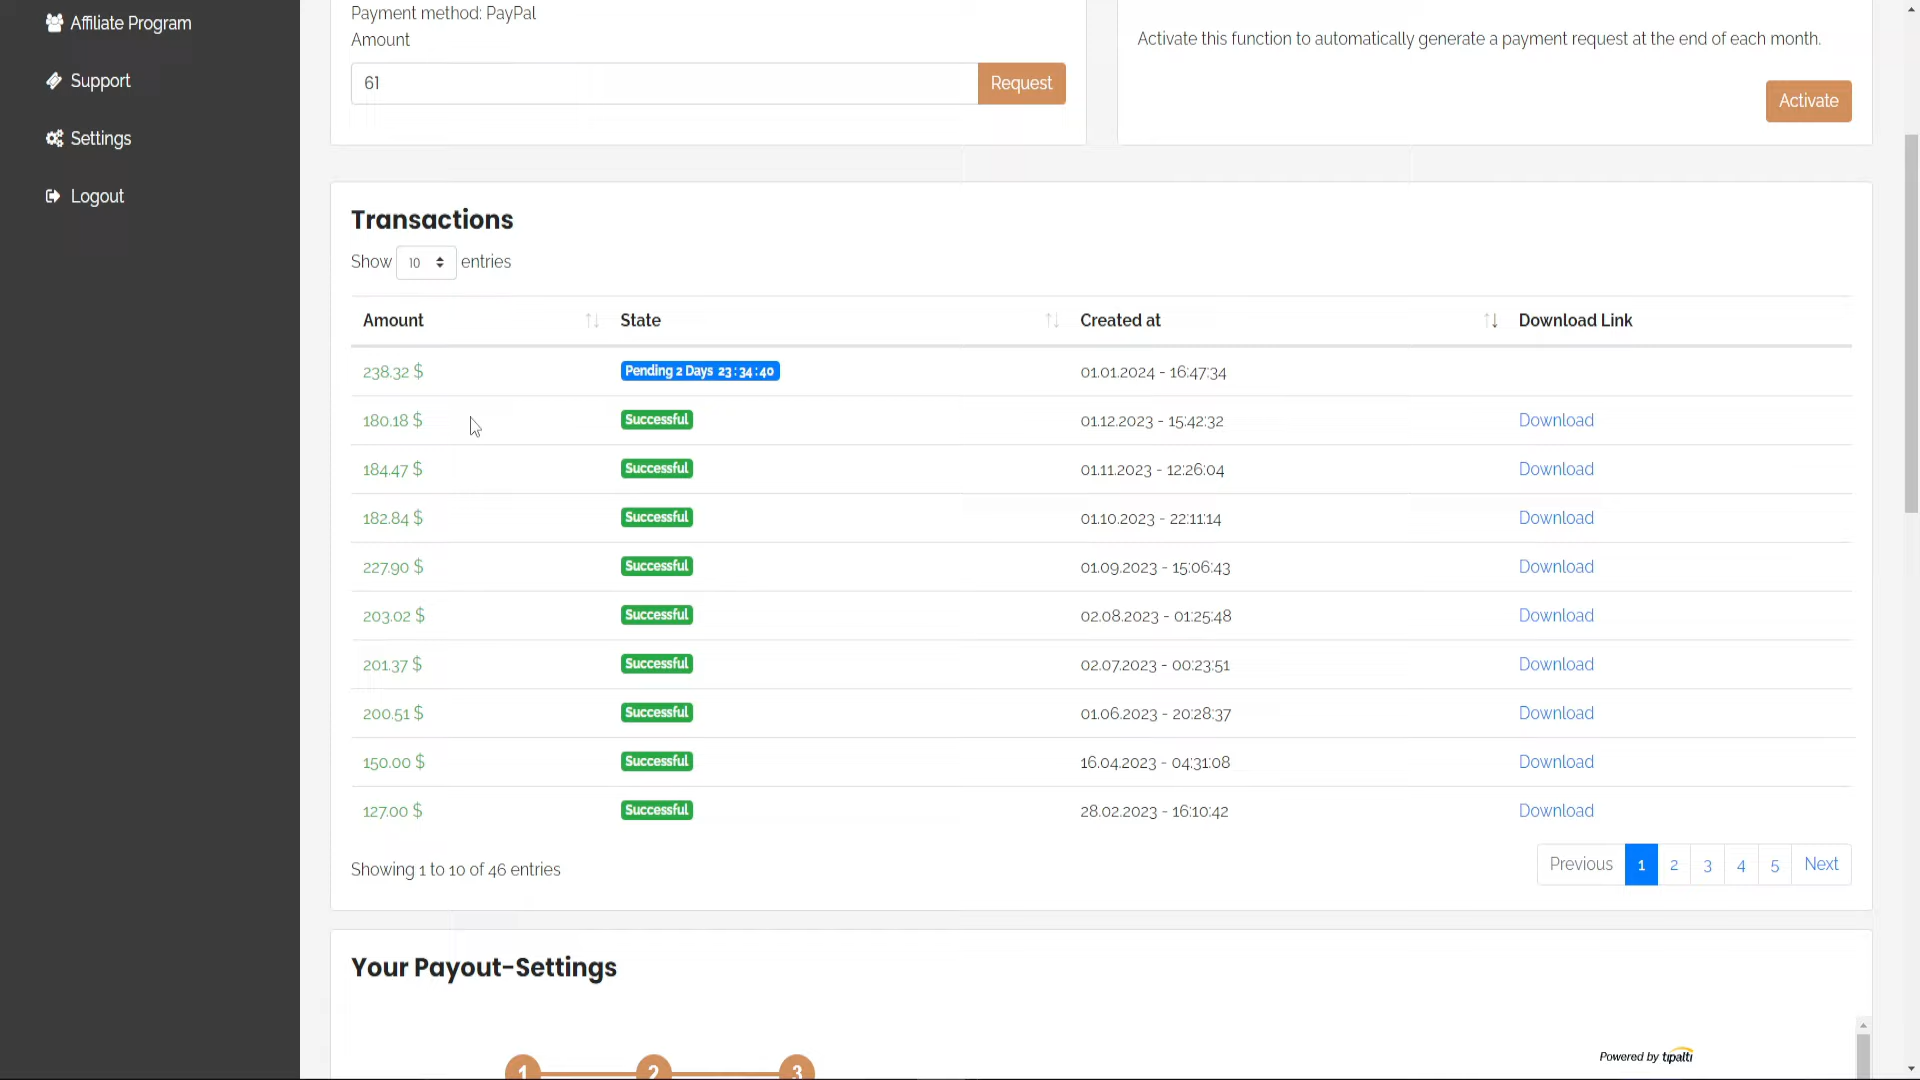 Affiliate Program
Support
Settings
Logout
Payment method: PayPal
Amount
61 Request
Activate this function to automatically generate a payment request at the end of each month.
Activate
Transactions
Show 10 entries
Amount State Created at Download Link
238.32 $ Pending 2 Days 23:34:40 01.01.2024 - 16:47:34
180.18 $ Successful 01.12.2023 - 15:42:32 Download
184.47 $ Successful 01.11.2023 - 12:26:04 Download
182.84 $ Successful 01.10.2023 - 22:11:14 Download
227.90 $ Successful 01.09.2023 - 15:06:43 Download
203.02 $ Successful 02.08.2023 - 01:25:48 Download
201.37 $ Successful 02.07.2023 - 00:23:51 Download
200.51 $ Successful 01.06.2023 - 20:28:37 Download
150.00 $ Successful 16.04.2023 - 04:31:08 Download
127.00 $ Successful 28.02.2023 - 16:10:42 Download
Showing 1 to 10 of 46 entries
Previous 1 2 3 4 5 Next
Your Payout-Settings
1 2 3
Powered by tipalti